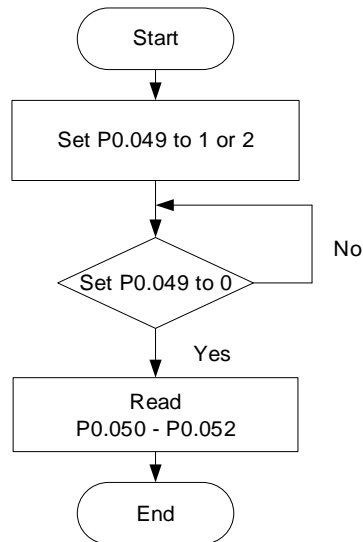 Start
Set P0.049 to 1 or 2
No
Set P0.049 to 0
Yes
Read
P0.050 - P0.052
End